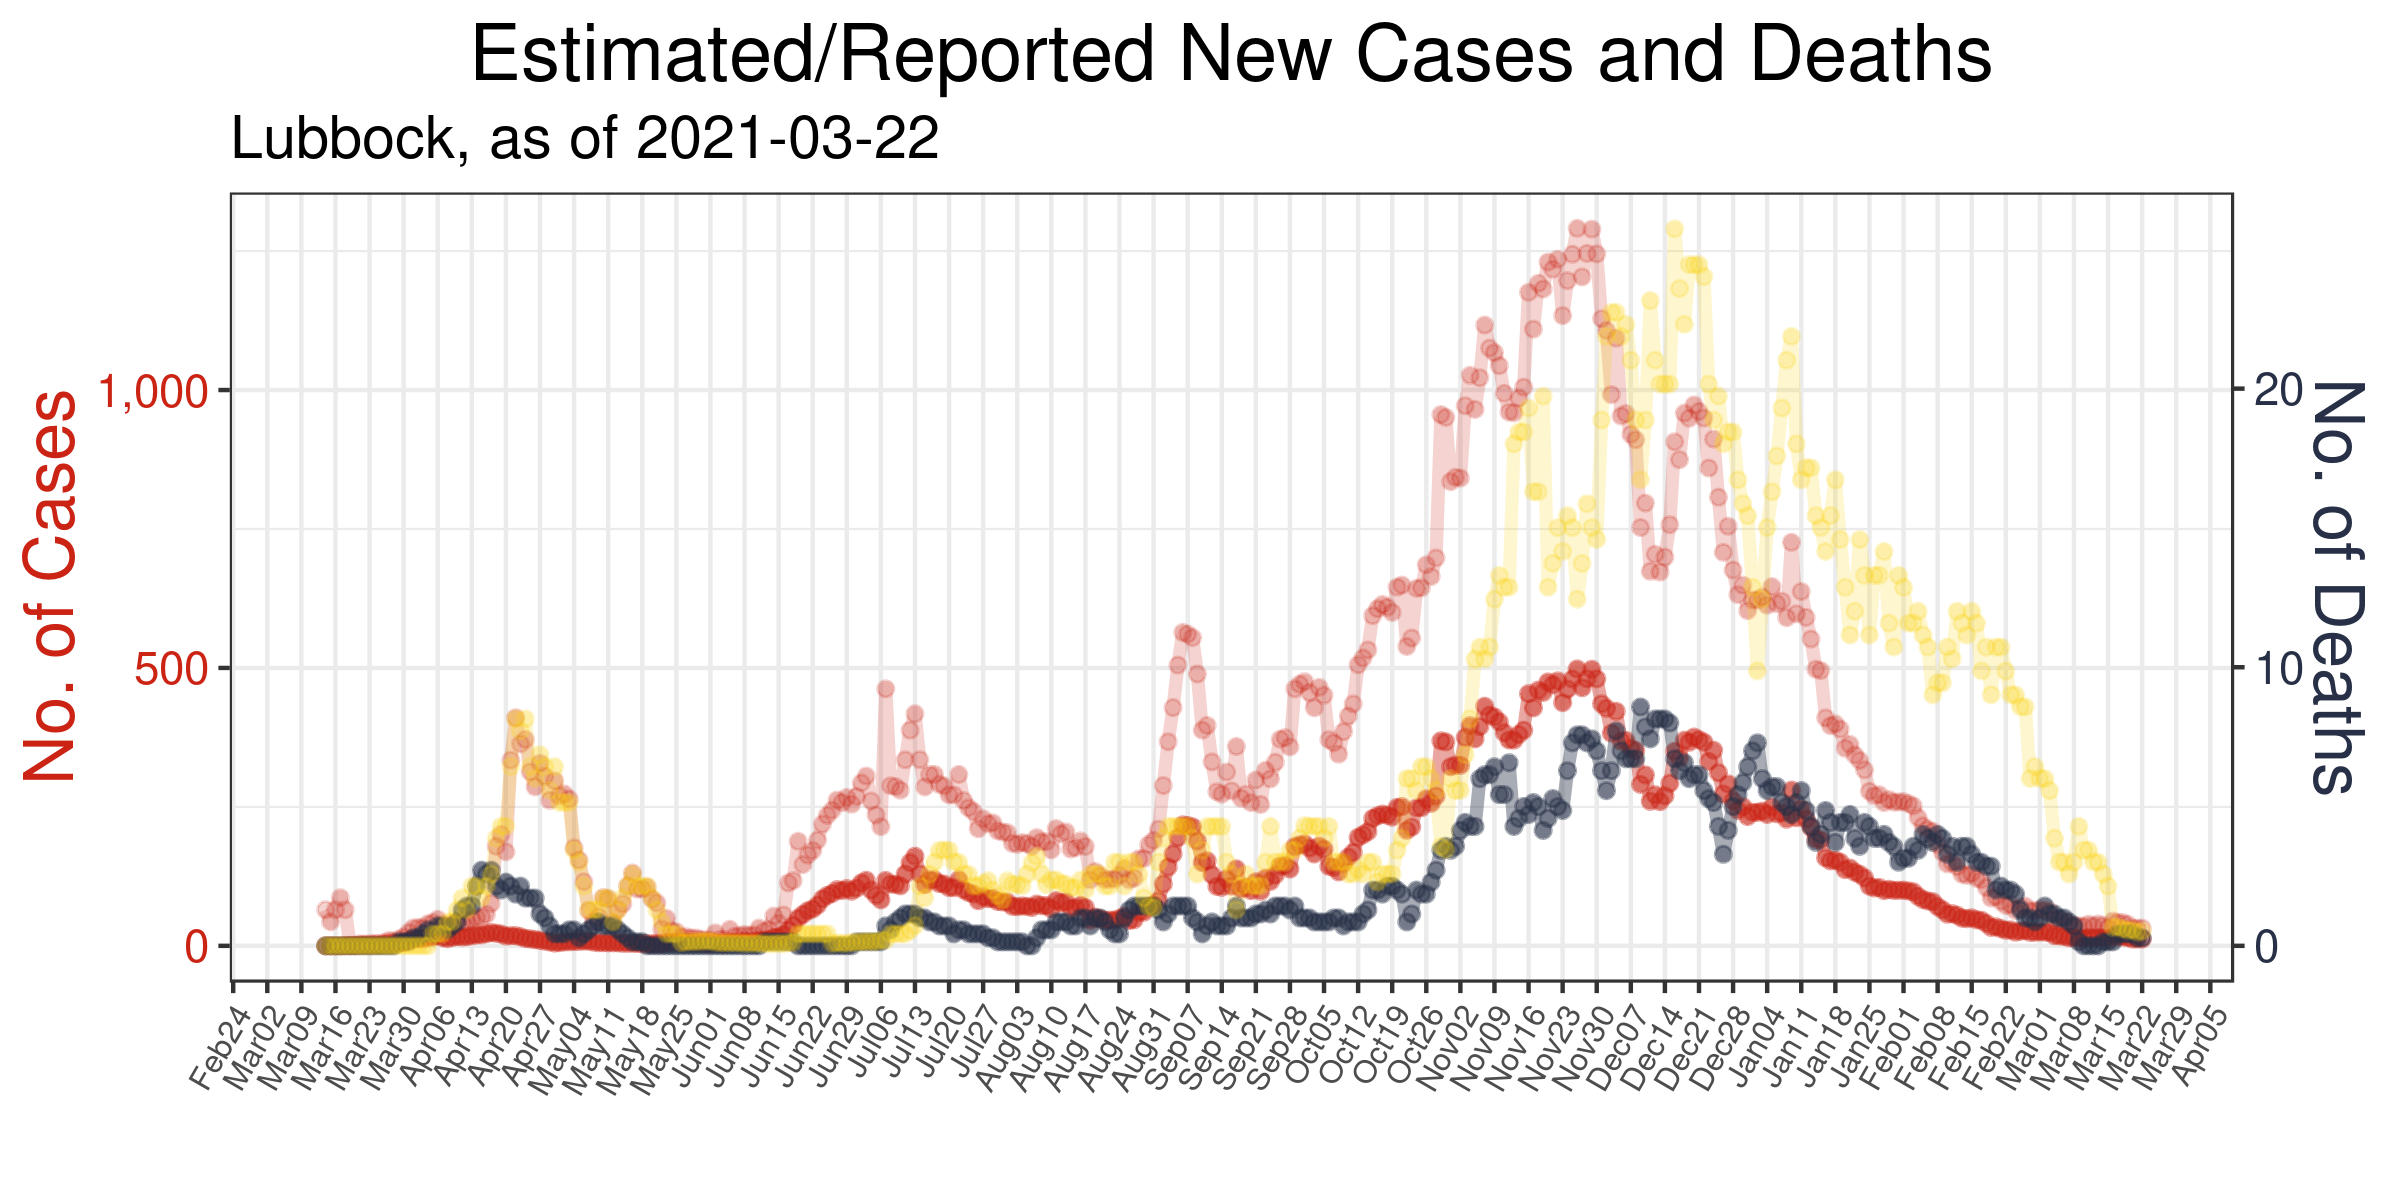 Estimated/Reported New Cases and Deaths
Lubbock, as of 2021-03-22
No. of Cases
1,000
500
0
20
10
0
No. of Deaths
Feb24
Mar02
Mar09
Mar16
Mar23
Mar30
Apr06
Apr13
Apr20
Apr27
May04
May11
May18
May25
Jun01
Jun08
Jun15
Jun22
Jun29
Jul06
Jul13
Jul20
Jul27
Aug03
Aug10
Aug17
Aug24
Aug31
Sep07
Sep14
Sep21
Sep28
Oct05
Oct12
Oct19
Oct26
Nov02
Nov09
Nov16
Nov23
Nov30
Dec07
Dec14
Dec21
Dec28
Jan04
Jan11
Jan18
Jan25
Feb01
Feb08
Feb15
Feb22
Mar01
Mar08
Mar15
Mar22
Mar29
Apr05